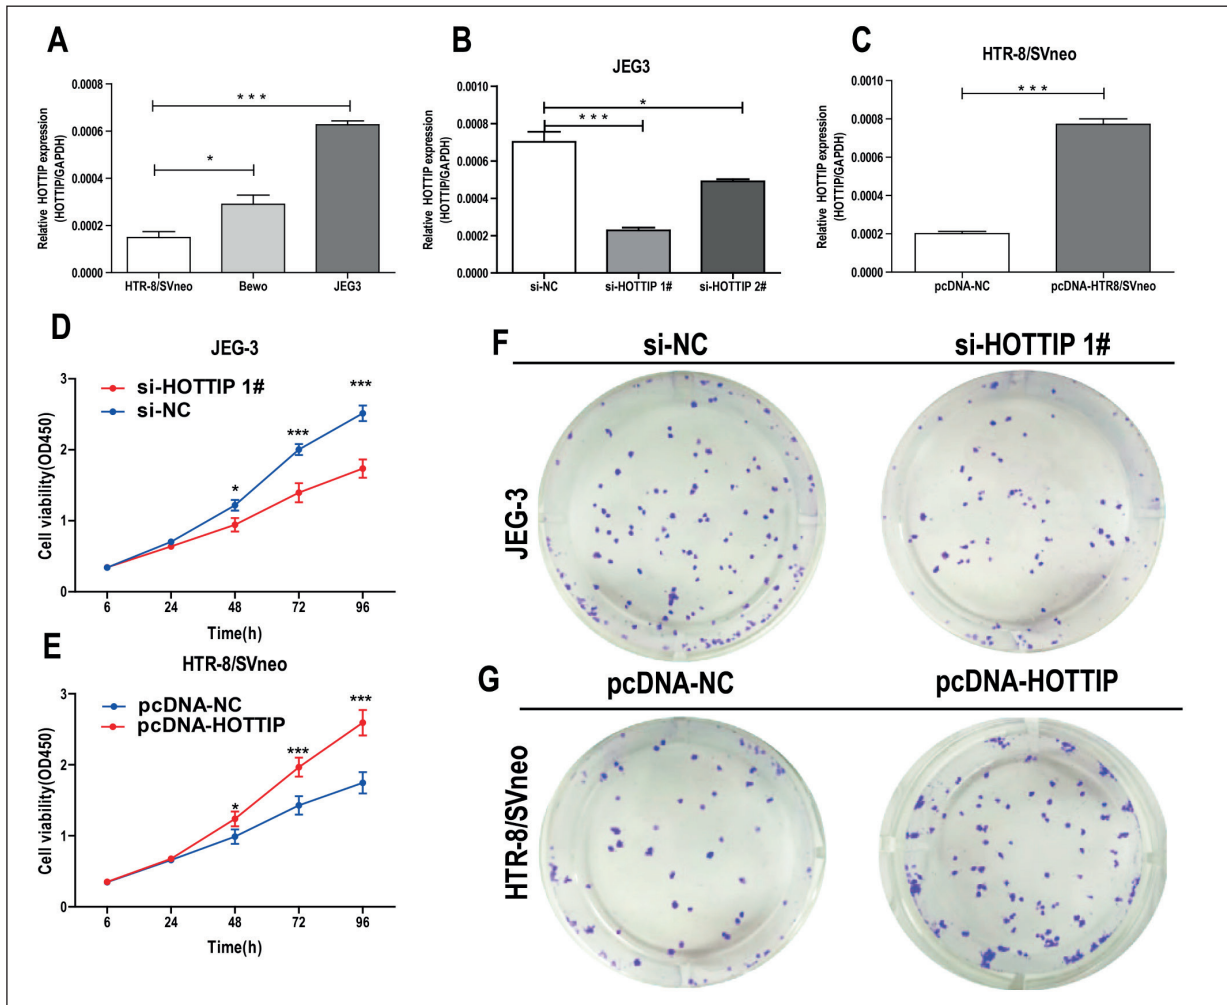 A
0.0008
0.0006
0.0004
0.0002
0.0000
Relative HOTTIP expression
(HOTTIP/GAPDH)
* * *
*
HTR-8/SVneo Bewo JEG3
B
JEG3
0.0010
0.0008
0.0006
0.0004
0.0002
0.0000
Relative HOTTIP expression
(HOTTIP/GAPDH)
*
* * *
si-NC si-HOTTIP 1# si-HOTTIP 2#
C
HTR-8/SVneo
0.0010
0.0008
0.0006
0.0004
0.0002
0.0000
Relative HOTTIP expression
(HOTTIP/GAPDH)
* * *
pcDNA-NC pcDNA-HTR8/SVneo
D
JEG-3
3
2
1
0
Cell viability(OD450)
si-HOTTIP 1#
si-NC
*
***
***
6 24 48 72 96
Time(h)
E
HTR-8/SVneo
3
2
1
0
Cell viability(OD450)
pcDNA-NC
pcDNA-HOTTIP
*
***
***
6 24 48 72 96
Time(h)
F
si-NC si-HOTTIP 1#
JEG-3
G
pcDNA-NC pcDNA-HOTTIP
HTR-8/SVneo